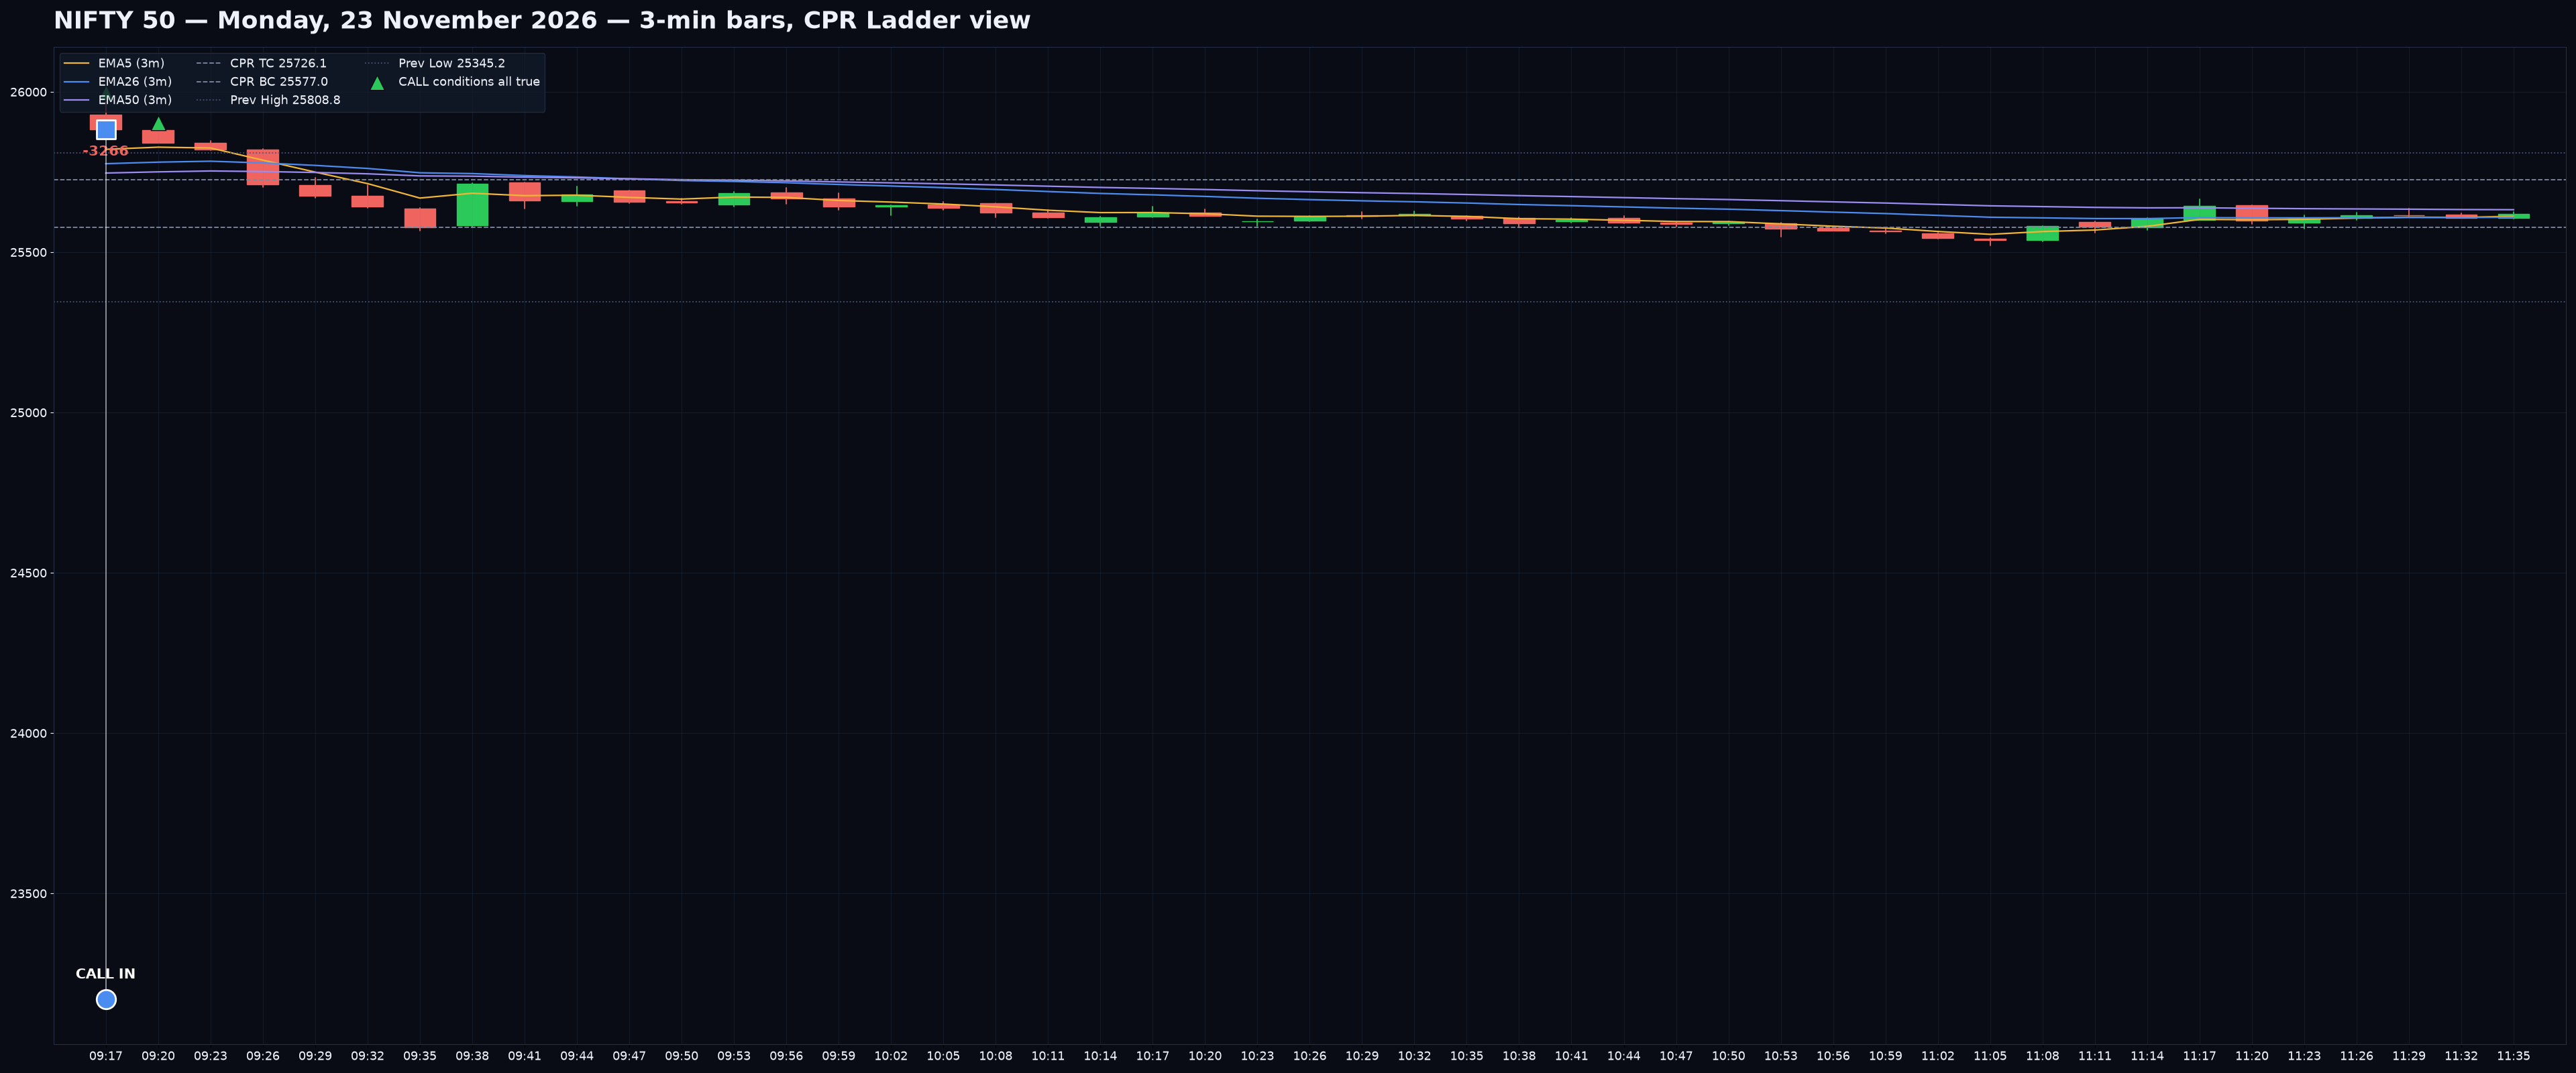 NIFTY 50 — Monday, 23 November 2026 — 3-min bars, CPR Ladder view
EMA5 (3m)
EMA26 (3m)
EMA50 (3m)
CPR TC 25726.1
CPR BC 25577.0
Prev High 25808.8
Prev Low 25345.2
CALL conditions all true
26000
25500
25000
24500
24000
23500
-3266
CALL IN
09:17 09:20 09:23 09:26 09:29 09:32 09:35 09:38 09:41 09:44 09:47 09:50 09:53 09:56 09:59 10:02 10:05 10:08 10:11 10:14 10:17 10:20 10:23 10:26 10:29 10:32 10:35 10:38 10:41 10:44 10:47 10:50 10:53 10:56 10:59 11:02 11:05 11:08 11:11 11:14 11:17 11:20 11:23 11:26 11:29 11:32 11:35